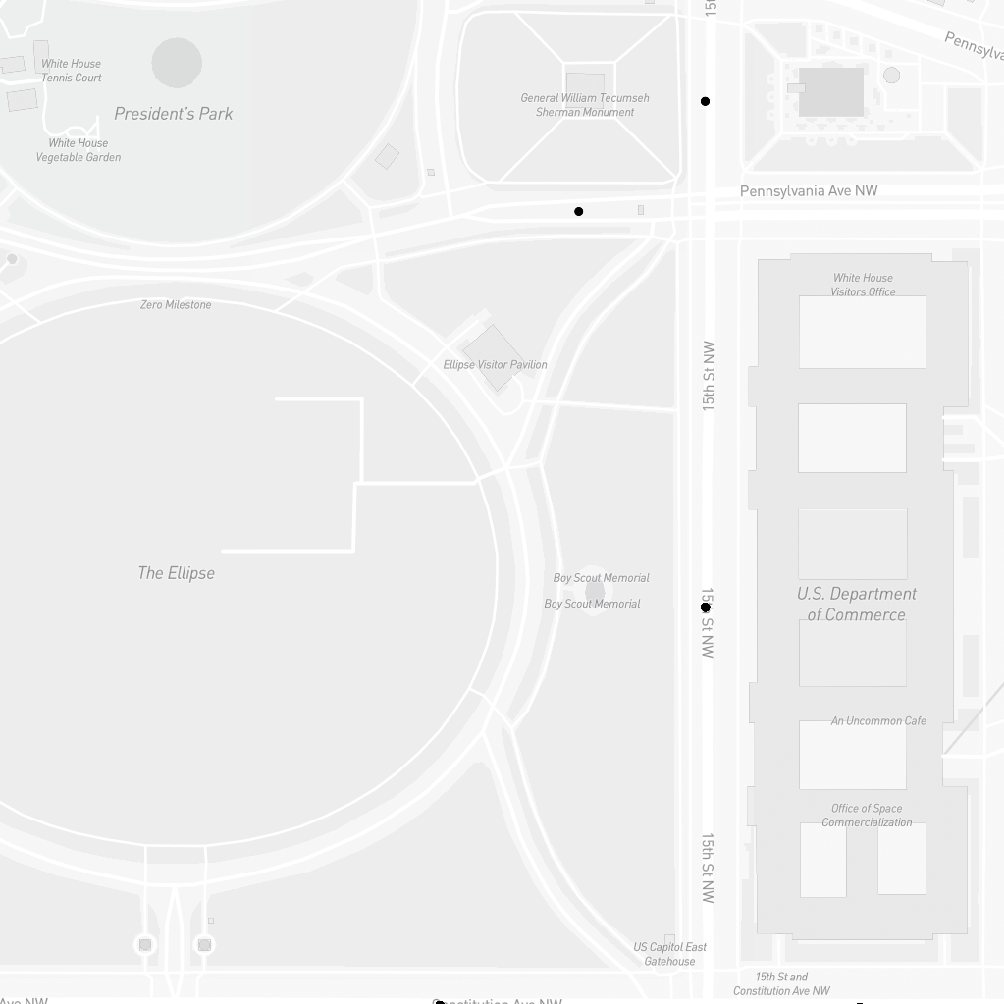 15th
Pennsylva
White House
Tennis Court
President's Park
General William Tecumseh
Sherman Monument
White House
Vegetable Garden
Pennsylvania Ave NW
White House
Visitors Office
Zero Milestone
Ellipse Visitor Pavilion
15th St NW
The Ellipse
Boy Scout Memorial
Boy Scout Memorial
15th St NW
U.S. Department
of Commerce
An Uncommon Cafe
Office of Space
Commercialization
15th St NW
US Capitol East
Gatehouse
15th St and
Constitution Ave NW
Ave NW
Constitution Ave NW